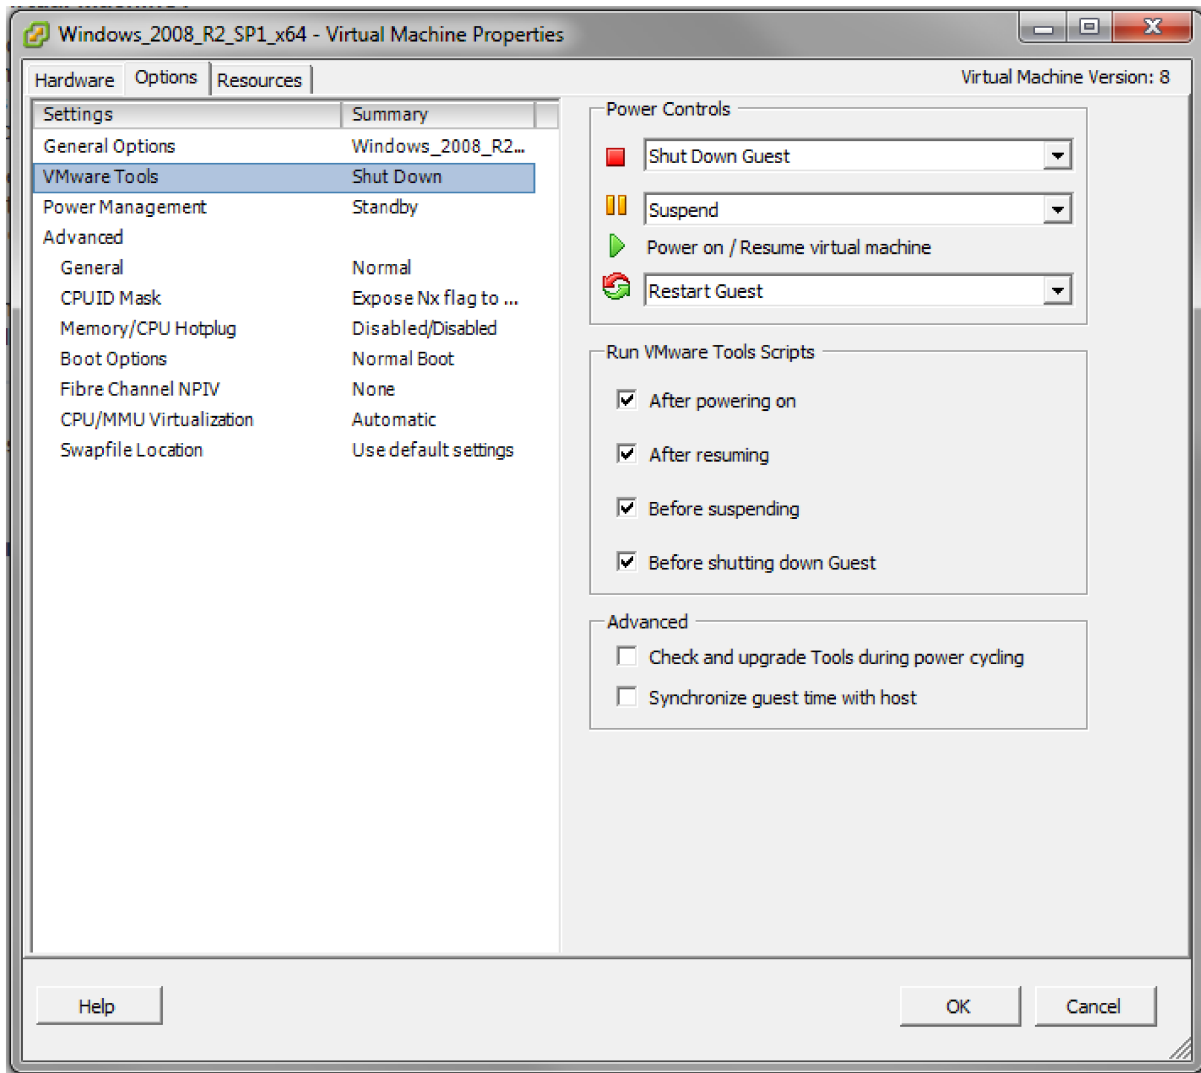 Windows_2008_R2_SP1_x64 - Virtual Machine Properties
Hardware Options Resources Virtual Machine Version: 8
Settings Summary
General Options Windows_2008_R2...
VMware Tools Shut Down
Power Management Standby
Advanced
General Normal
CPUID Mask Expose Nx flag to ...
Memory/CPU Hotplug Disabled/Disabled
Boot Options Normal Boot
Fibre Channel NPIV None
CPU/MMU Virtualization Automatic
Swapfile Location Use default settings
Power Controls
Shut Down Guest
Suspend
Power on / Resume virtual machine
Restart Guest
Run VMware Tools Scripts
After powering on
After resuming
Before suspending
Before shutting down Guest
Advanced
Check and upgrade Tools during power cycling
Synchronize guest time with host
Help OK Cancel